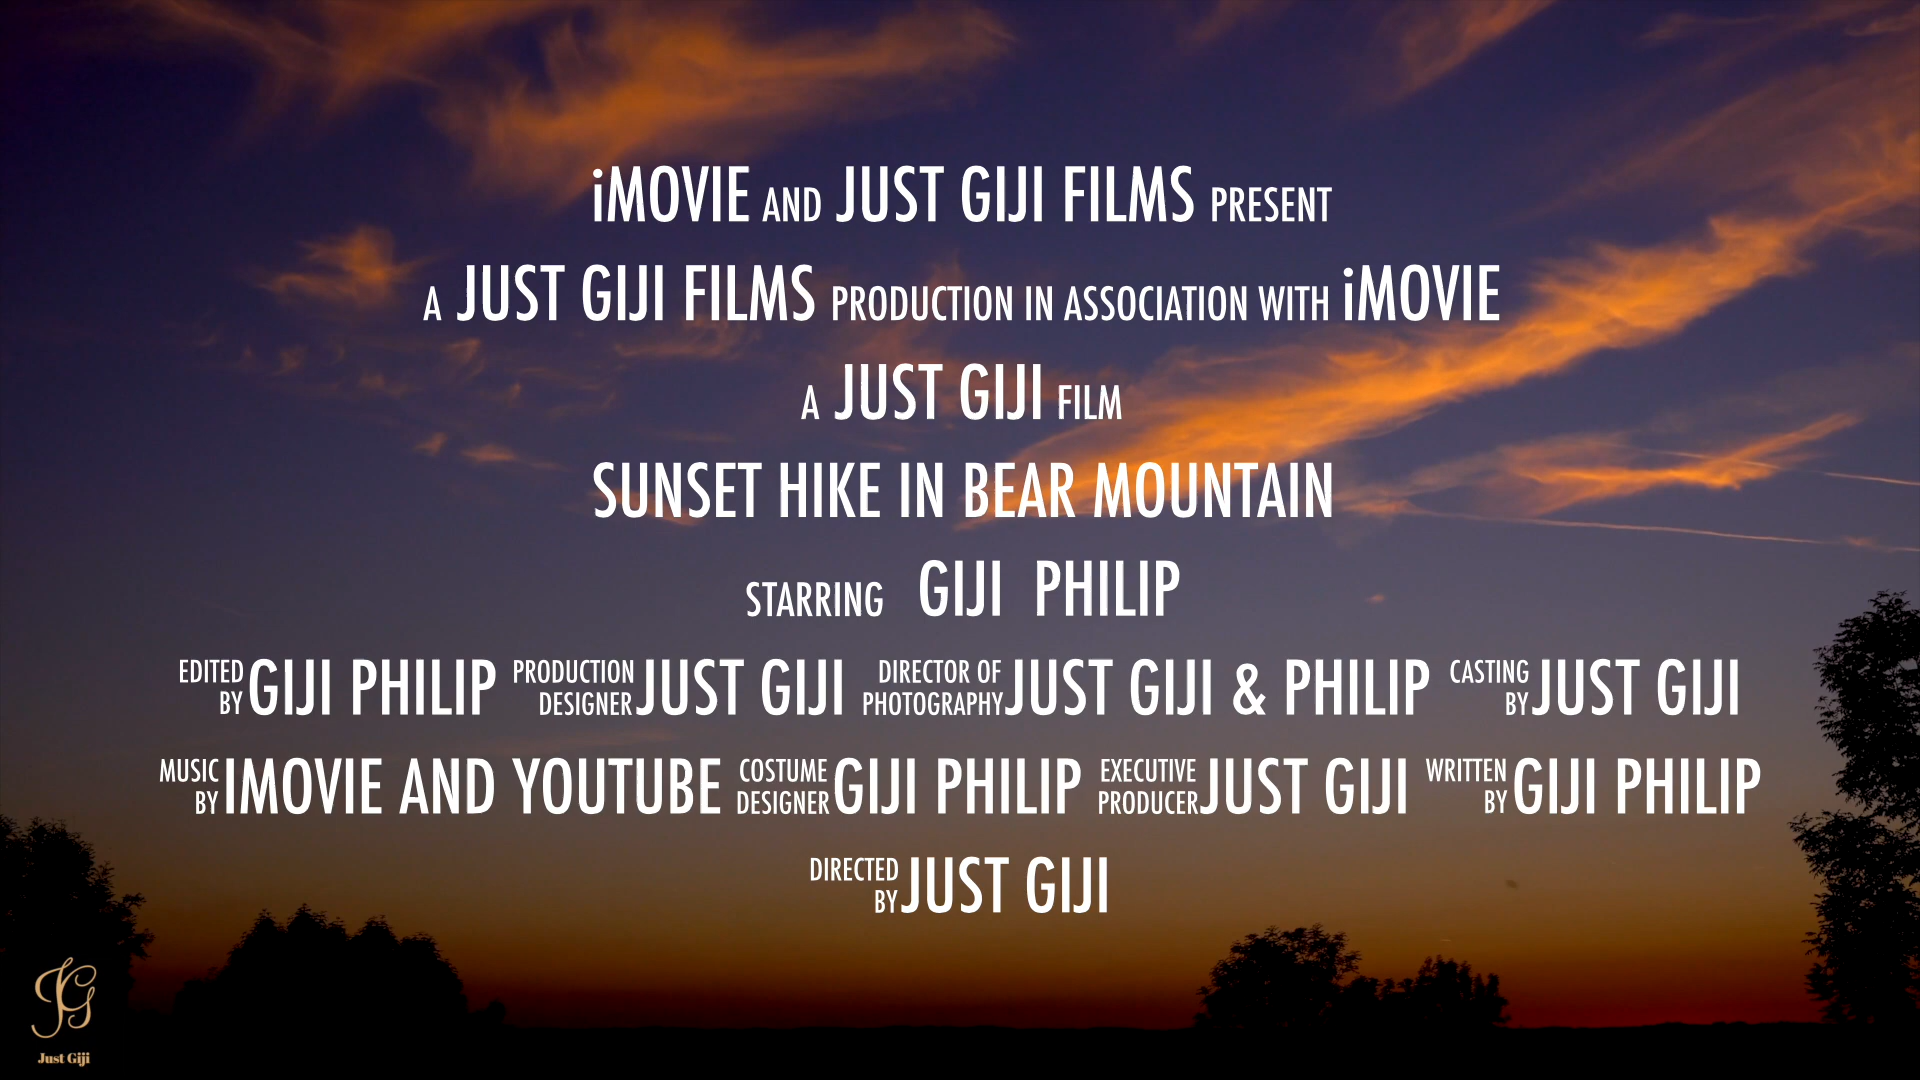 iMOVIE AND JUST GIJI FILMS PRESENT
A JUST GIJI FILMS PRODUCTION IN ASSOCIATION WITH iMOVIE
A JUST GIJI FILM
SUNSET HIKE IN BEAR MOUNTAIN
STARRING GIJI PHILIP
EDITED BY GIJI PHILIP PRODUCTION DESIGNER JUST GIJI DIRECTOR OF PHOTOGRAPHY JUST GIJI & PHILIP CASTING BY JUST GIJI
MUSIC BY IMOVIE AND YOUTUBE COSTUME DESIGNER GIJI PHILIP EXECUTIVE PRODUCER JUST GIJI WRITTEN BY GIJI PHILIP
DIRECTED BY JUST GIJI
JG
Just Giji